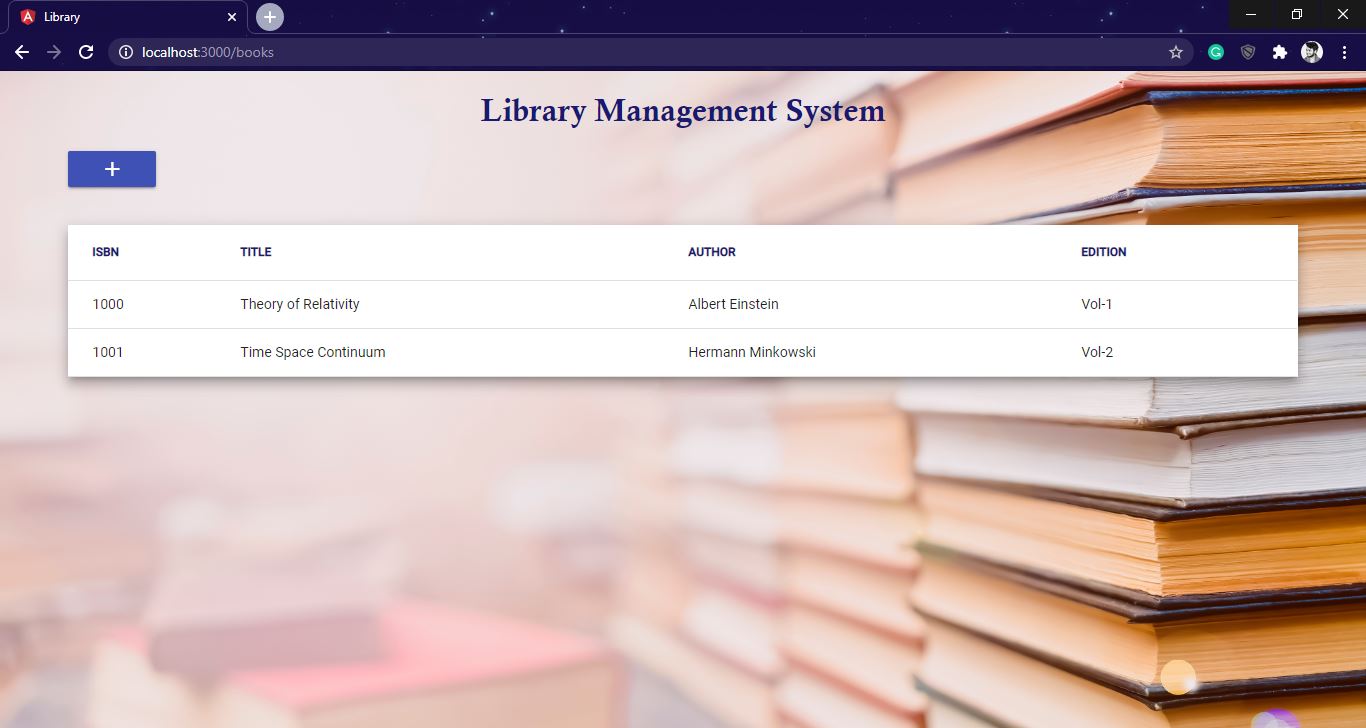 Library
localhost:3000/books
Library Management System
+
ISBN TITLE AUTHOR EDITION
1000 Theory of Relativity Albert Einstein Vol-1
1001 Time Space Continuum Hermann Minkowski Vol-2